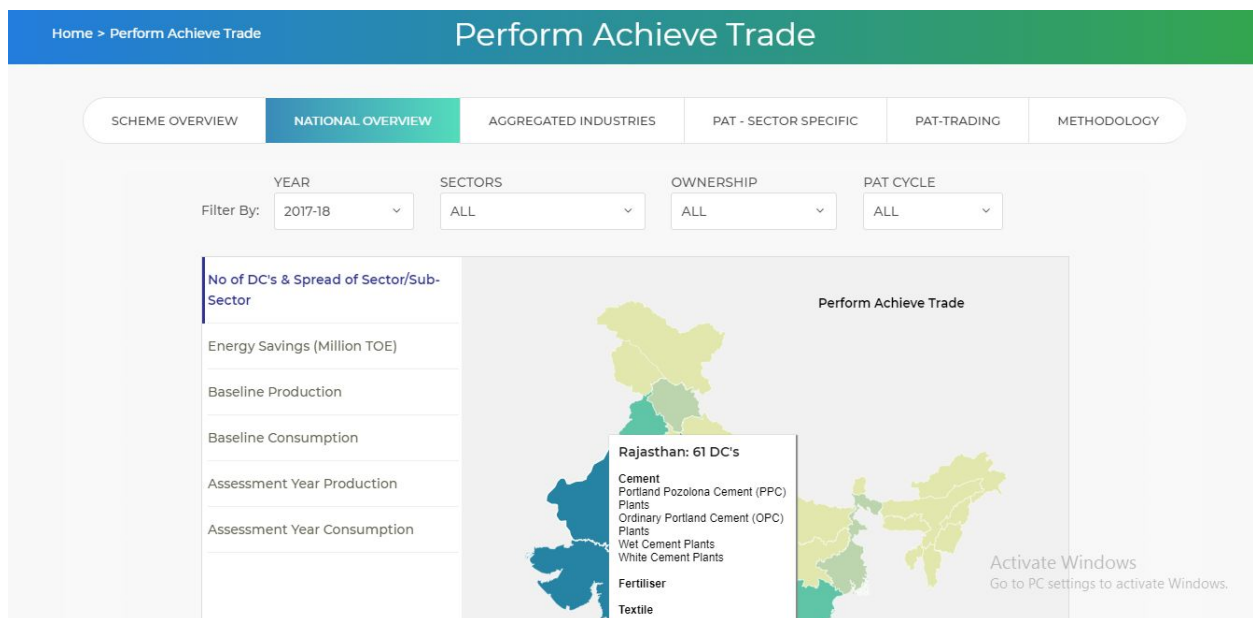 Home > Perform Achieve Trade
Perform Achieve Trade
SCHEME OVERVIEW
NATIONAL OVERVIEW
AGGREGATED INDUSTRIES
PAT - SECTOR SPECIFIC
PAT-TRADING
METHODOLOGY
YEAR
SECTORS
OWNERSHIP
PAT CYCLE
Filter By:
2017-18
ALL
ALL
ALL
No of DC's & Spread of Sector/Sub-
Sector
Energy Savings (Million TOE)
Baseline Production
Baseline Consumption
Assessment Year Production
Assessment Year Consumption
Perform Achieve Trade
Rajasthan: 61 DC's
Cement
Portland Pozolona Cement (PPC)
Plants
Ordinary Portland Cement (OPC)
Plants
Wet Cement Plants
White Cement Plants
Fertiliser
Textile
Activate Windows
Go to PC settings to activate Windows.